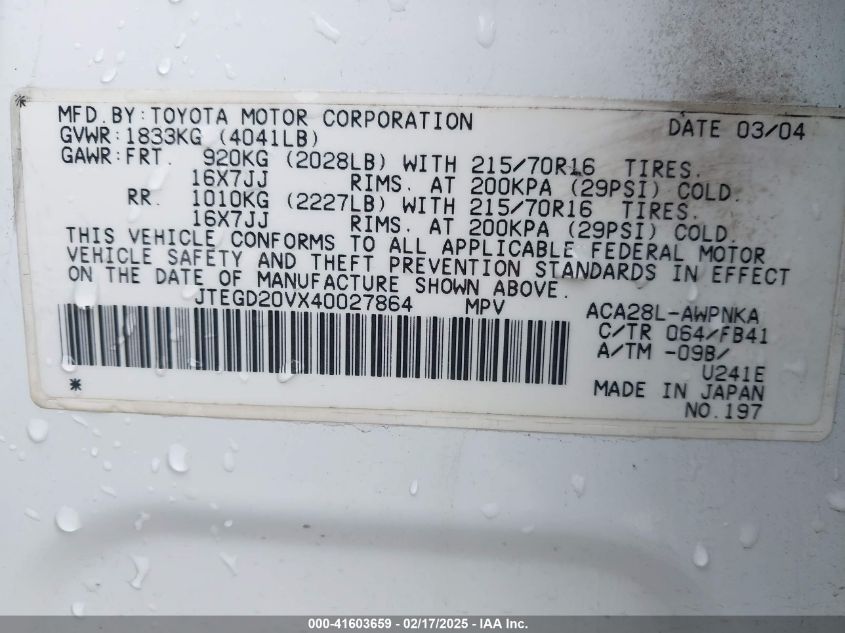 MFD.BY:TOYOTA MOTOR CORPORATION DATE 03/04
GVWR:1833KG (4041LB)
GAWR:FRT. 920KG (2028LB) WITH 215/70R16 TIRES.
16X7JJ RIMS. AT 200KPA (29PSI) COLD.
RR. 1010KG (2227LB) WITH 215/70R16 TIRES.
16X7JJ RIMS. AT 200KPA (29PSI) COLD.
THIS VEHICLE CONFORMS TO ALL APPLICABLE FEDERAL MOTOR
VEHICLE SAFETY AND THEFT PREVENTION STANDARDS IN EFFECT
ON THE DATE OF MANUFACTURE SHOWN ABOVE.
JTEGD20VX40027864 MPV ACA28L-AWPNKA
C/TR 064/FB41
A/TM -09B/
U241E
MADE IN JAPAN
NO.197
000-41603659 - 02/17/2025 - IAA Inc.